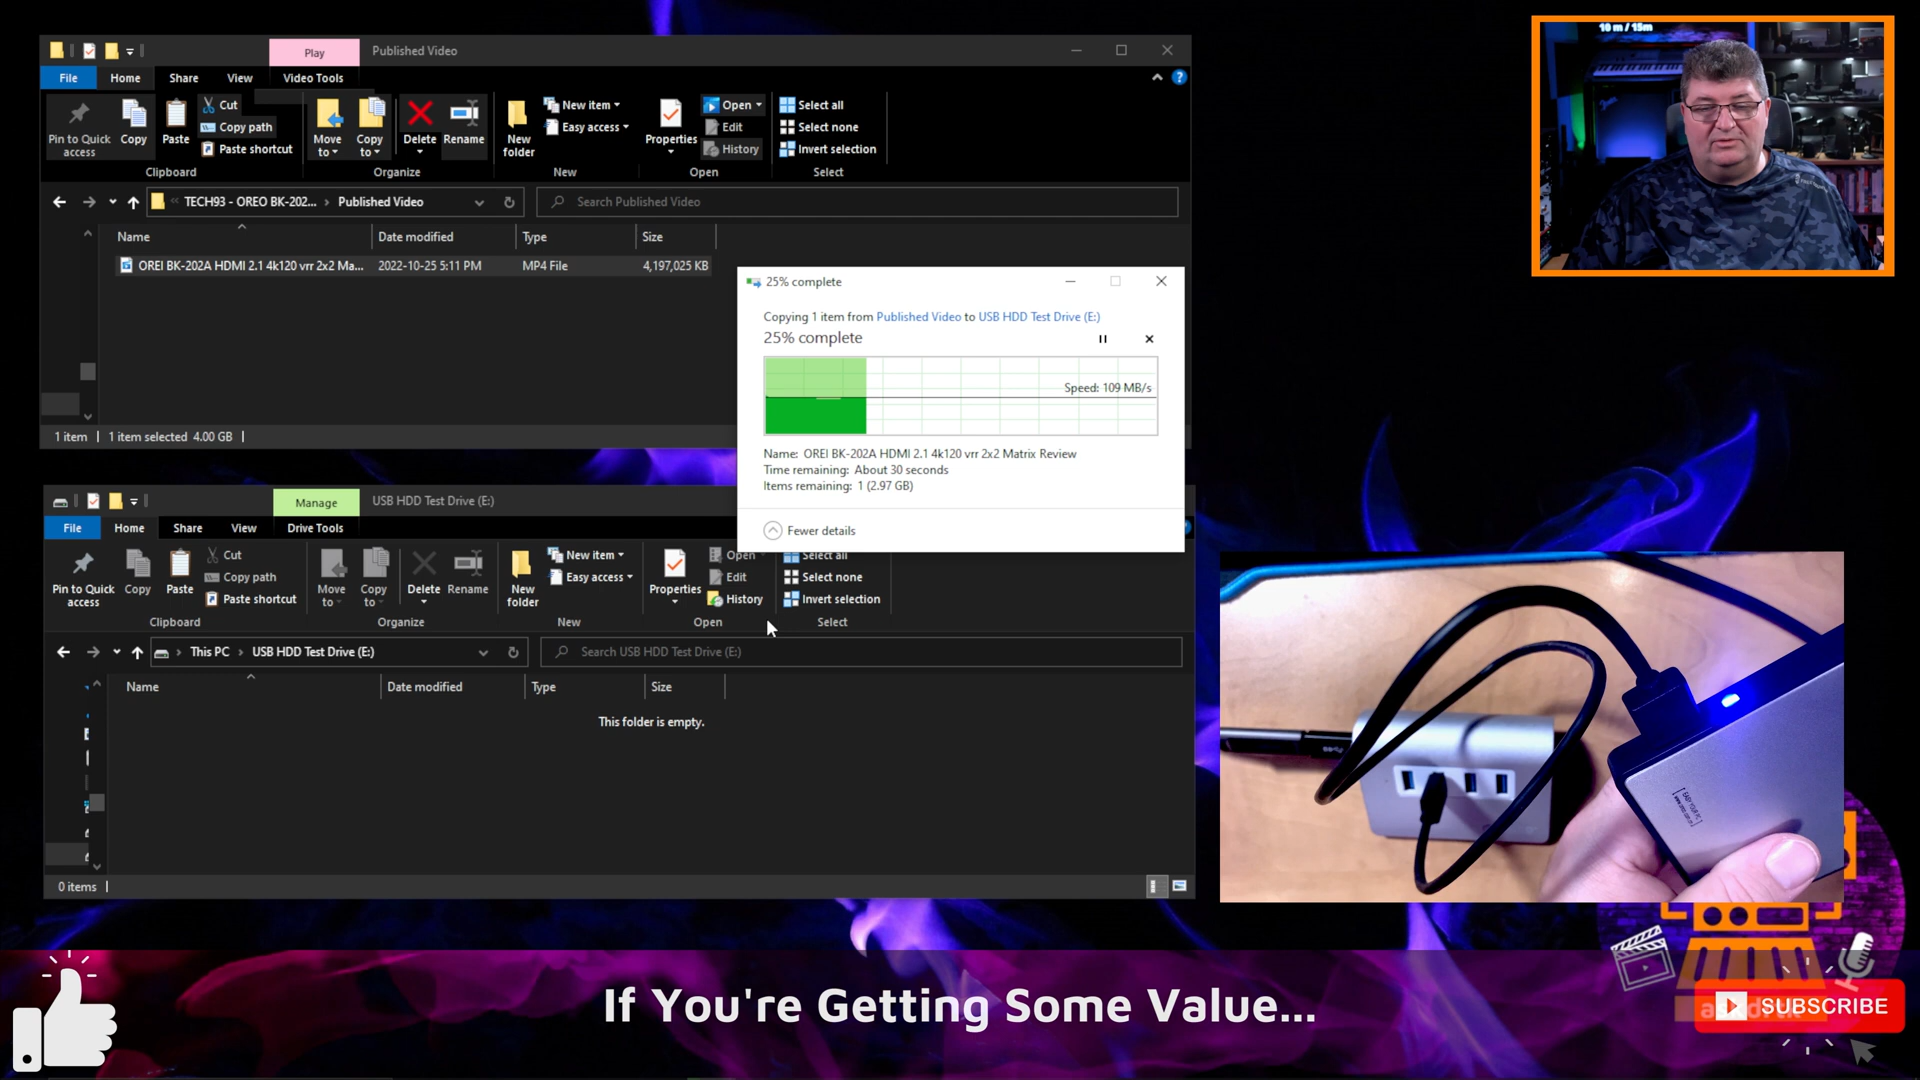 Play
Published Video
File
Home
Share
View
Video Tools
Pin to Quick access
Copy
Paste
Cut
Copy path
Paste shortcut
Clipboard
Move to
Copy to
Delete
Rename
Organize
New folder
New item
Easy access
New
Properties
Open
Edit
History
Open
Select all
Select none
Invert selection
Select
TECH93 - OREO BK-202... › Published Video
Search Published Video
Name
Date modified
Type
Size
OREI BK-202A HDMI 2.1 4k120 vrr 2x2 Ma...
2022-10-25 5:11 PM
MP4 File
4,197,025 KB
1 item
1 item selected 4.00 GB
25% complete
Copying 1 item from Published Video to USB HDD Test Drive (E:)
25% complete
Speed: 109 MB/s
Name: OREI BK-202A HDMI 2.1 4k120 vrr 2x2 Matrix Review
Time remaining: About 30 seconds
Items remaining: 1 (2.97 GB)
Fewer details
Manage
USB HDD Test Drive (E:)
File
Home
Share
View
Drive Tools
Pin to Quick access
Copy
Paste
Cut
Copy path
Paste shortcut
Clipboard
Move to
Copy to
Delete
Rename
Organize
New folder
New item
Easy access
New
Properties
Open
Edit
History
Open
Select all
Select none
Invert selection
Select
This PC › USB HDD Test Drive (E:)
Search USB HDD Test Drive (E:)
Name
Date modified
Type
Size
This folder is empty.
0 items
10 m / 15m
If You're Getting Some Value...
SUBSCRIBE